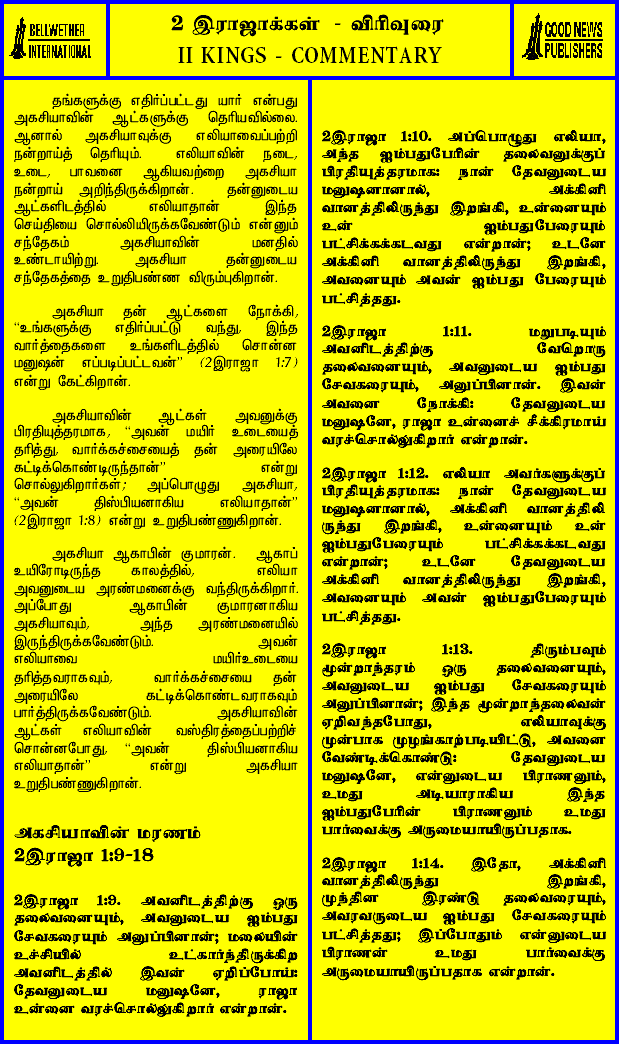 BELLWETHER
INTERNATIONAL
2 இராஜாக்கள் - விரிவுரை
II KINGS - COMMENTARY
GOOD NEWS
PUBLISHERS
தங்களுக்கு எதிர்ப்பட்டது யார் என்பது
அகசியாவின் ஆட்களுக்கு தெரியவில்லை.
ஆனால் அகசியாவுக்கு எலியாவைப்பற்றி
நன்றாய்த் தெரியும். எலியாவின் நடை,
உடை, பாவனை ஆகியவற்றை அகசியா
நன்றாய் அறிந்திருக்கிறான். தன்னுடைய
ஆட்களிடத்தில் எலியாதான் இந்த
செய்தியை சொல்லியிருக்கவேண்டும் என்னும்
சந்தேகம் அகசியாவின் மனதில்
உண்டாயிற்று. அகசியா தன்னுடைய
சந்தேகத்தை உறுதிபண்ண விரும்புகிறான்.
அகசியா தன் ஆட்களை நோக்கி,
“உங்களுக்கு எதிர்ப்பட்டு வந்து, இந்த
வார்த்தைகளை உங்களிடத்தில் சொன்ன
மனுஷன் எப்படிப்பட்டவன்” (2இராஜா 1:7)
என்று கேட்கிறான்.
அகசியாவின் ஆட்கள் அவனுக்கு
பிரதியுத்தரமாக, “அவன் மயிர் உடையைத்
தரித்து, வார்க்கச்சையைத் தன் அரையிலே
கட்டிக்கொண்டிருந்தான்” என்று
சொல்லுகிறார்கள்; அப்பொழுது அகசியா,
“அவன் திஸ்பியனாகிய எலியாதான்”
(2இராஜா 1:8) என்று உறுதிபண்ணுகிறான்.
அகசியா ஆகாபின் குமாரன். ஆகாப்
உயிரோடிருந்த காலத்தில், எலியா
அவனுடைய அரண்மனைக்கு வந்திருக்கிறார்.
அப்போது ஆகாபின் குமாரனாகிய
அகசியாவும், அந்த அரண்மனையில்
இருந்திருக்கவேண்டும். அவன்
எலியாவை மயிர்உடையை
தரித்தவராகவும், வார்க்கச்சையை தன்
அரையிலே கட்டிக்கொண்டவராகவும்
பார்த்திருக்கவேண்டும். அகசியாவின்
ஆட்கள் எலியாவின் வஸ்திரத்தைப்பற்றிச்
சொன்னபோது, “அவன் திஸ்பியனாகிய
எலியாதான்” என்று அகசியா
உறுதிபண்ணுகிறான்.
அகசியாவின் மரணம்
2இராஜா 1:9-18
2இராஜா 1:9. அவனிடத்திற்கு ஒரு
தலைவனையும், அவனுடைய ஐம்பது
சேவகரையும் அனுப்பினான்; மலையின்
உச்சியில் உட்கார்ந்திருக்கிற
அவனிடத்தில் இவன் ஏறிப்போய்:
தேவனுடைய மனுஷனே, ராஜா
உன்னை வரச்சொல்லுகிறார் என்றான்.
2இராஜா 1:10. அப்பொழுது எலியா,
அந்த ஐம்பதுபேரின் தலைவனுக்குப்
பிரதியுத்தரமாக: நான் தேவனுடைய
மனுஷனானால், அக்கினி
வானத்திலிருந்து இறங்கி, உன்னையும்
உன் ஐம்பதுபேரையும்
பட்சிக்கக்கடவது என்றான்; உடனே
அக்கினி வானத்திலிருந்து இறங்கி,
அவனையும் அவன் ஐம்பது பேரையும்
பட்சித்தது.
2இராஜா 1:11. மறுபடியும்
அவனிடத்திற்கு வேறொரு
தலைவனையும், அவனுடைய ஐம்பது
சேவகரையும், அனுப்பினான். இவன்
அவனை நோக்கி: தேவனுடைய
மனுஷனே, ராஜா உன்னைச் சீக்கிரமாய்
வரச்சொல்லுகிறார் என்றான்.
2இராஜா 1:12. எலியா அவர்களுக்குப்
பிரதியுத்தரமாக: நான் தேவனுடைய
மனுஷனானால், அக்கினி வானத்திலி
ருந்து இறங்கி, உன்னையும் உன்
ஐம்பதுபேரையும் பட்சிக்கக்கடவது
என்றான்; உடனே தேவனுடைய
அக்கினி வானத்திலிருந்து இறங்கி,
அவனையும் அவன் ஐம்பதுபேரையும்
பட்சித்தது.
2இராஜா 1:13. திரும்பவும்
மூன்றாந்தரம் ஒரு தலைவனையும்,
அவனுடைய ஐம்பது சேவகரையும்
அனுப்பினான்; இந்த மூன்றாந்தலைவன்
ஏறிவந்தபோது, எலியாவுக்கு
முன்பாக முழங்காற்படியிட்டு, அவனை
வேண்டிக்கொண்டு: தேவனுடைய
மனுஷனே, என்னுடைய பிராணனும்,
உமது அடியாராகிய இந்த
ஐம்பதுபேரின் பிராணனும் உமது
பார்வைக்கு அருமையாயிருப்பதாக.
2இராஜா 1:14. இதோ, அக்கினி
வானத்திலிருந்து இறங்கி,
முந்தின இரண்டு தலைவரையும்,
அவரவருடைய ஐம்பது சேவகரையும்
பட்சித்தது; இப்போதும் என்னுடைய
பிராணன் உமது பார்வைக்கு
அருமையாயிருப்பதாக என்றான்.